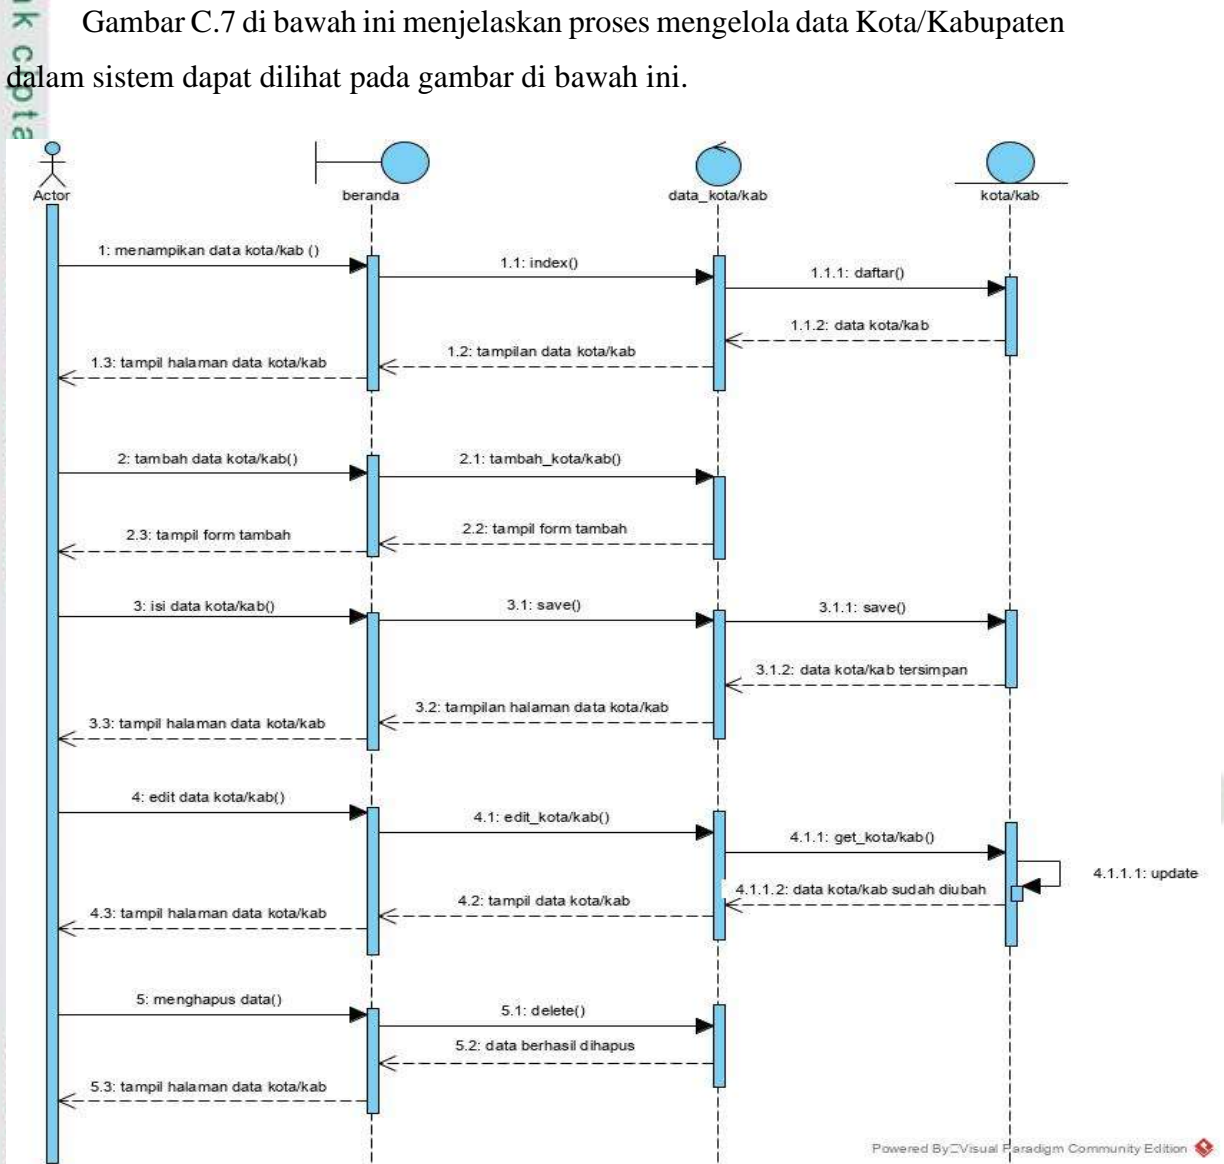 k cipta
Gambar C.7 di bawah ini menjelaskan proses mengelola data Kota/Kabupaten
dalam sistem dapat dilihat pada gambar di bawah ini.
Actor
beranda
data_kota/kab
kota/kab
1: menampikan data kota/kab ()
1.1: index()
1.1.1: daftar()
1.1.2: data kota/kab
1.2: tampilan data kota/kab
1.3: tampil halaman data kota/kab
2: tambah data kota/kab()
2.1: tambah_kota/kab()
2.2: tampil form tambah
2.3: tampil form tambah
3: isi data kota/kab()
3.1: save()
3.1.1: save()
3.1.2: data kota/kab tersimpan
3.2: tampilan halaman data kota/kab
3.3: tampil halaman data kota/kab
4: edit data kota/kab()
4.1: edit_kota/kab()
4.1.1: get_kota/kab()
4.1.1.1: update
4.1.1.2: data kota/kab sudah diubah
4.2: tampil data kota/kab
4.3: tampil halaman data kota/kab
5: menghapus data()
5.1: delete()
5.2: data berhasil dihapus
5.3: tampil halaman data kota/kab
Powered By Visual Paradigm Community Edition